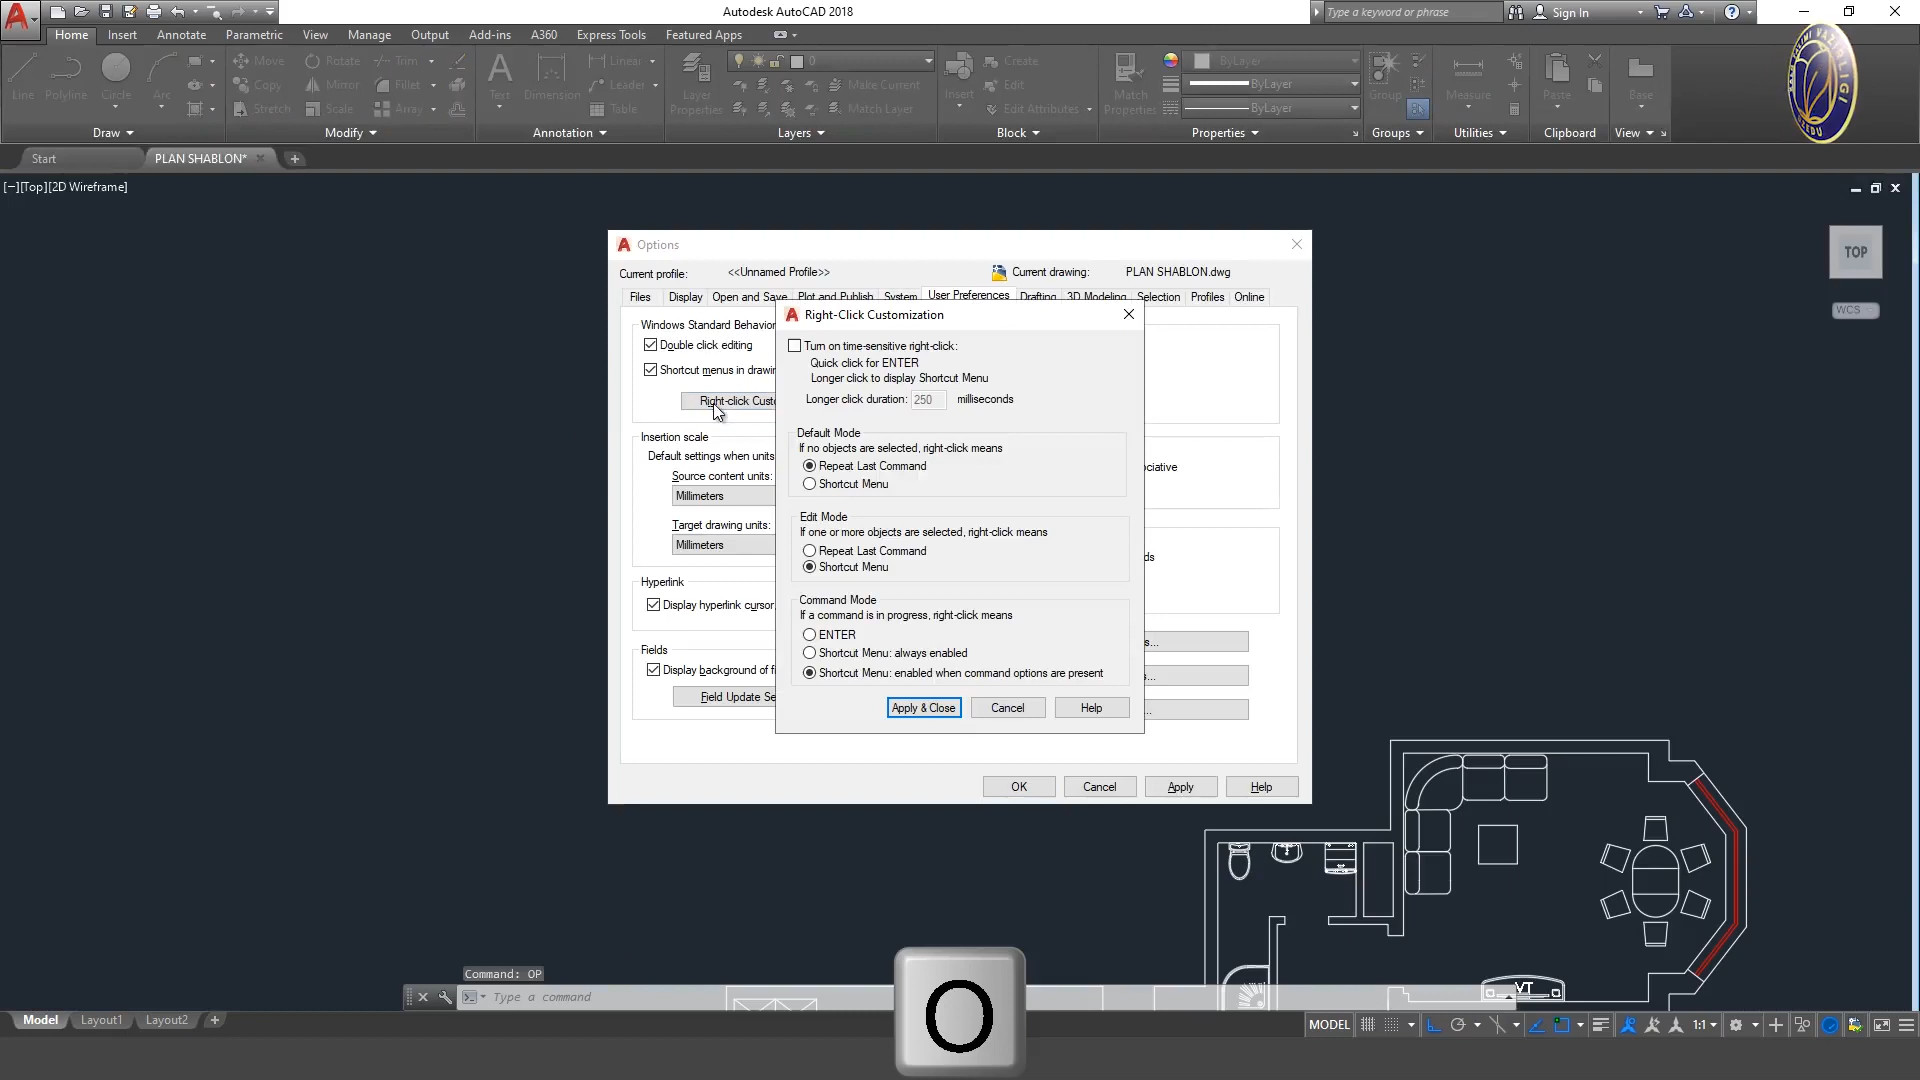 Autodesk AutoCAD 2018
Type a keyword or phrase
Sign In
Home
Insert
Annotate
Parametric
View
Manage
Output
Add-ins
A360
Express Tools
Featured Apps
Line
Polyline
Circle
Arc
Move
Rotate
Trim
Copy
Mirror
Fillet
Stretch
Scale
Array
Text
Dimension
Linear
Leader
Table
Layer
Properties
0
Make Current
Match Layer
Insert
Create
Edit
Edit Attributes
Match
Properties
ByLayer
ByLayer
ByLayer
Group
Measure
Paste
Base
Draw
Modify
Annotation
Layers
Block
Properties
Groups
Utilities
Clipboard
View
Start
PLAN SHABLON*
[−][Top][2D Wireframe]
TOP
WCS
Options
Current profile:
<<Unnamed Profile>>
Current drawing:
PLAN SHABLON.dwg
Files
Display
Open and Save
Plot and Publish
System
User Preferences
Drafting
3D Modeling
Selection
Profiles
Online
Windows Standard Behavior
Double click editing
Shortcut menus in drawin
Right-click Custo
Insertion scale
Default settings when units
Source content units:
Millimeters
Target drawing units:
Millimeters
Hyperlink
Display hyperlink cursor,
Fields
Display background of fi
Field Update Se
ciative
ds
s...
...
...
Right-Click Customization
Turn on time-sensitive right-click:
Quick click for ENTER
Longer click to display Shortcut Menu
Longer click duration: 250 milliseconds
Default Mode
If no objects are selected, right-click means
Repeat Last Command
Shortcut Menu
Edit Mode
If one or more objects are selected, right-click means
Repeat Last Command
Shortcut Menu
Command Mode
If a command is in progress, right-click means
ENTER
Shortcut Menu: always enabled
Shortcut Menu: enabled when command options are present
Apply & Close
Cancel
Help
OK
Cancel
Apply
Help
Command: OP
Type a command
VT
O
Model
Layout1
Layout2
MODEL
1:1